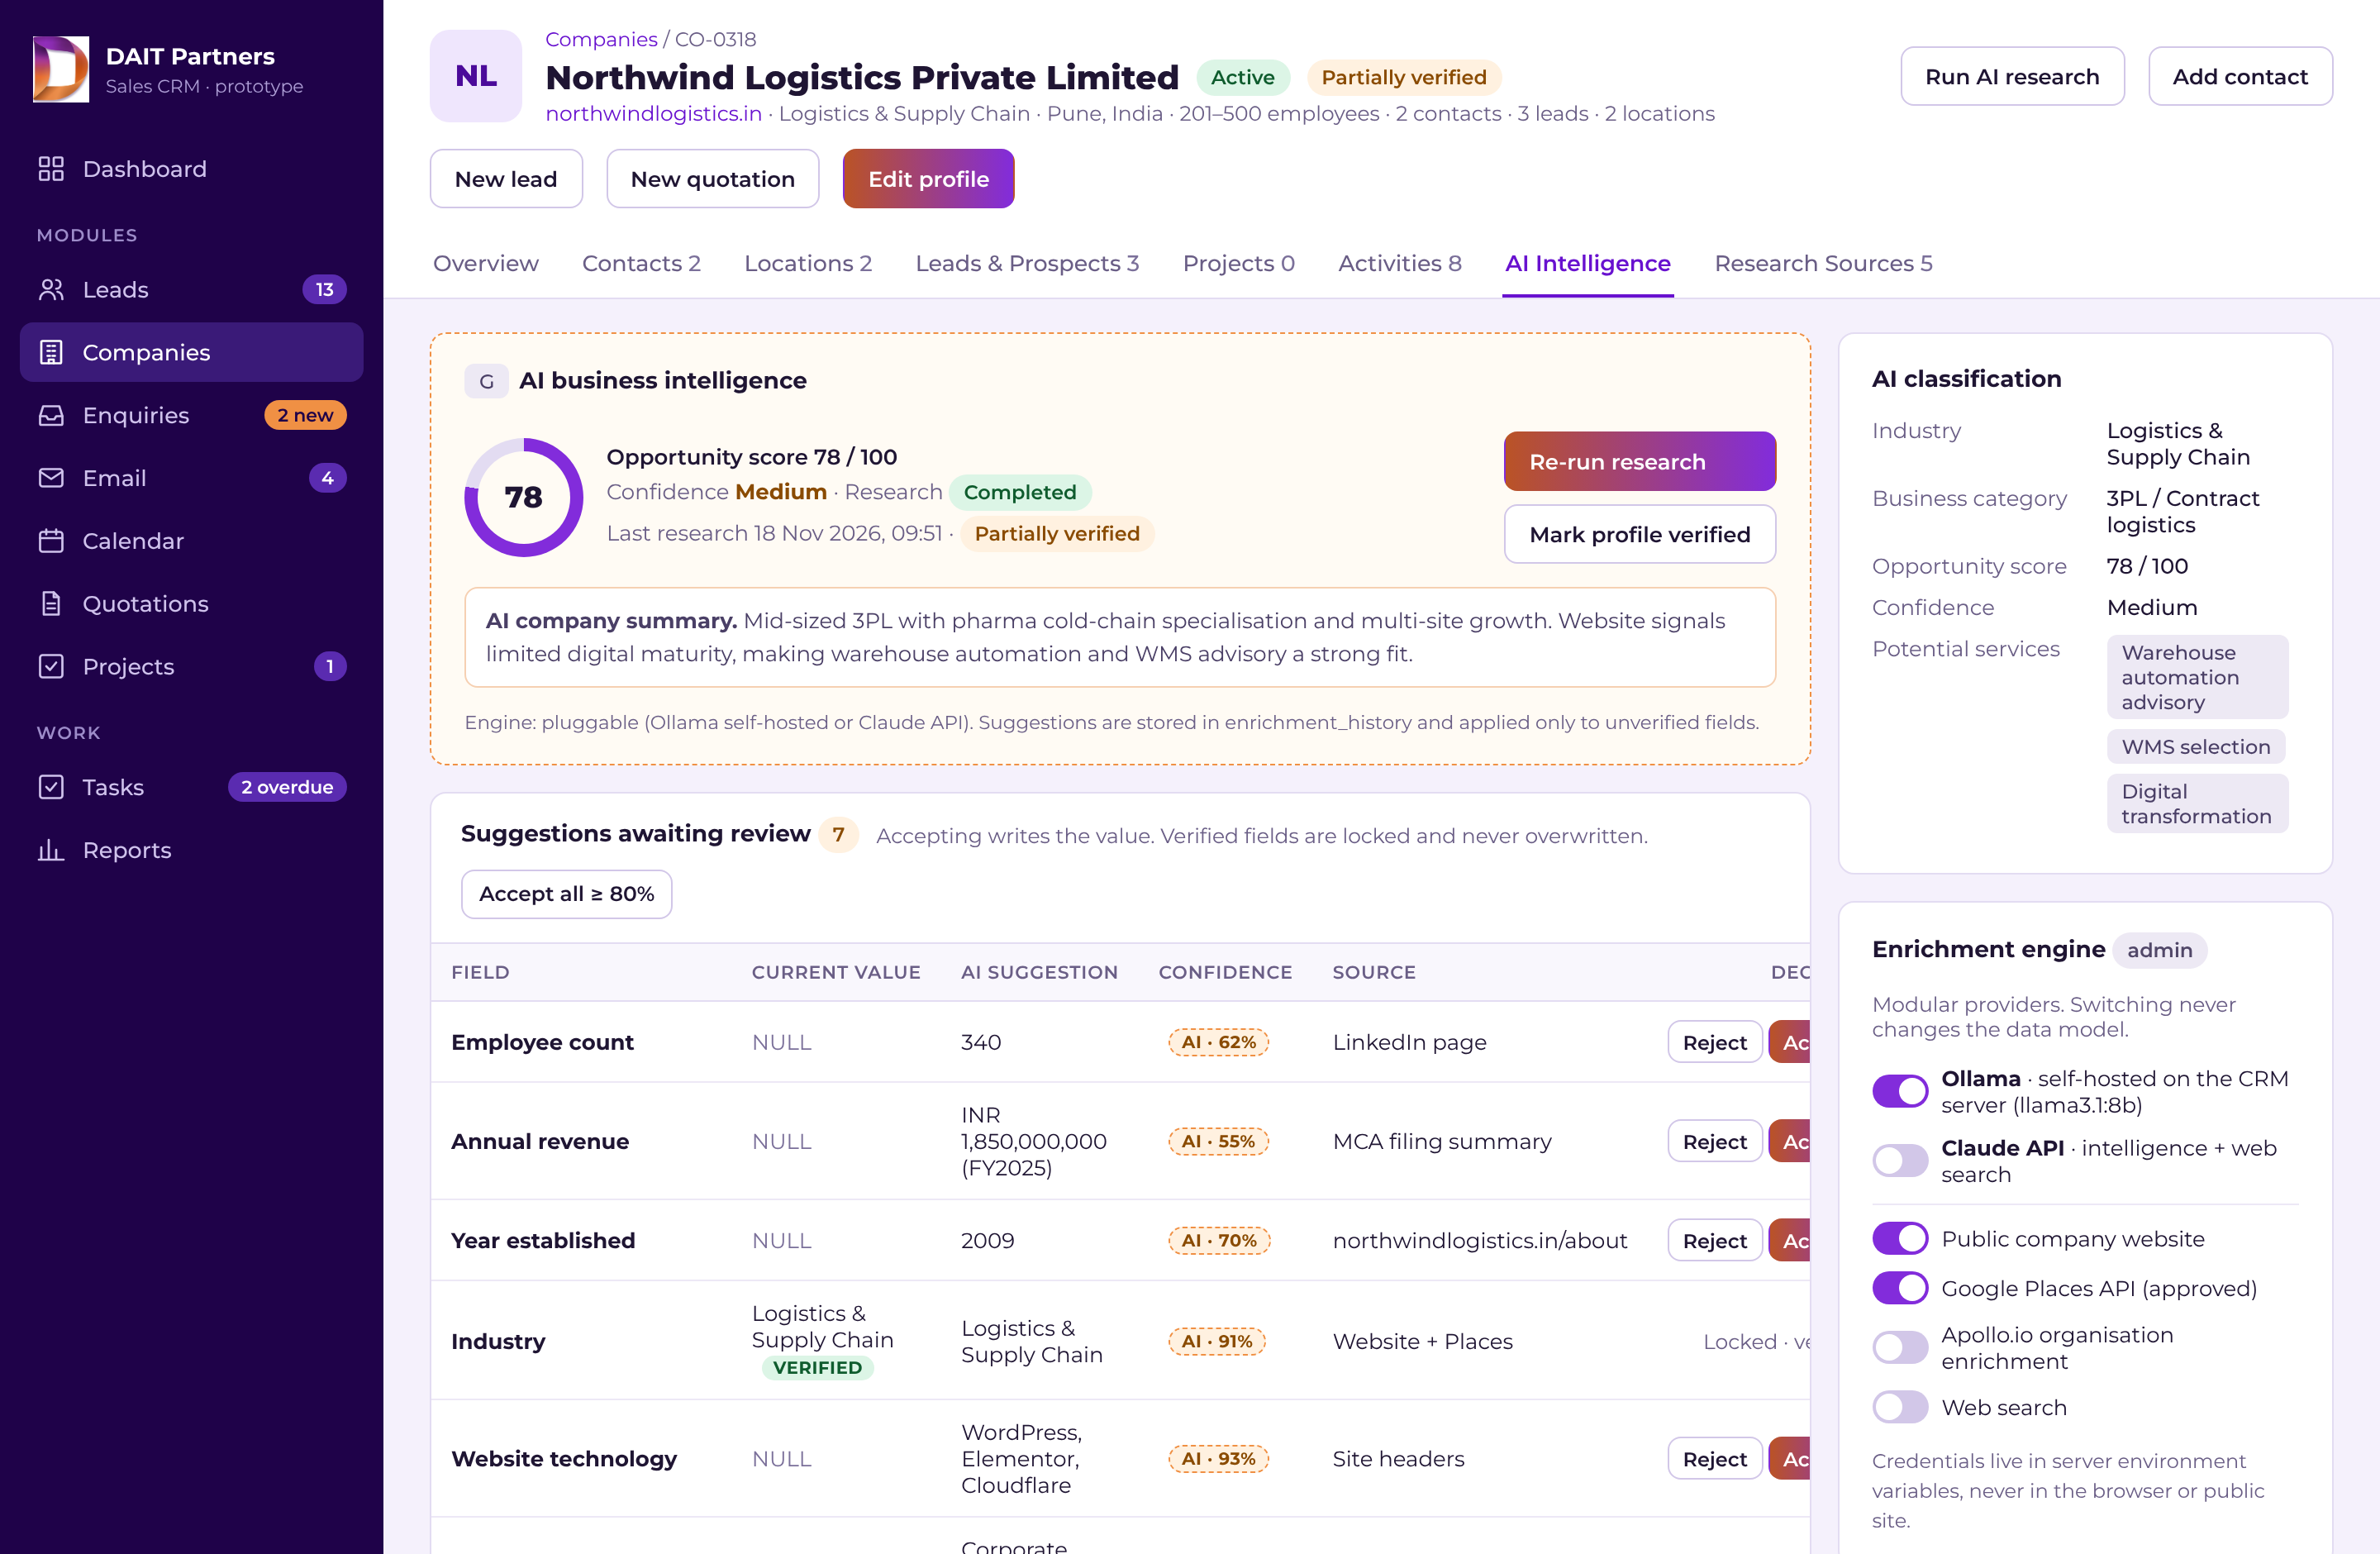 DAIT Partners
Sales CRM · prototype
Dashboard
MODULES
Leads 13
Companies
Enquiries 2 new
Email 4
Calendar
Quotations
Projects 1
WORK
Tasks 2 overdue
Reports
NL
Companies / CO-0318
Northwind Logistics Private Limited Active Partially verified
northwindlogistics.in · Logistics & Supply Chain · Pune, India · 201–500 employees · 2 contacts · 3 leads · 2 locations
Run AI research Add contact
New lead New quotation Edit profile
Overview Contacts 2 Locations 2 Leads & Prospects 3 Projects 0 Activities 8 AI Intelligence Research Sources 5
G AI business intelligence
78
Opportunity score 78 / 100
Confidence Medium · Research Completed
Last research 18 Nov 2026, 09:51 · Partially verified
Re-run research
Mark profile verified
AI company summary. Mid-sized 3PL with pharma cold-chain specialisation and multi-site growth. Website signals
limited digital maturity, making warehouse automation and WMS advisory a strong fit.
Engine: pluggable (Ollama self-hosted or Claude API). Suggestions are stored in enrichment_history and applied only to unverified fields.
Suggestions awaiting review 7 Accepting writes the value. Verified fields are locked and never overwritten.
Accept all ≥ 80%
FIELD CURRENT VALUE AI SUGGESTION CONFIDENCE SOURCE DEC
Employee count NULL 340 AI · 62% LinkedIn page Reject Ac
Annual revenue NULL INR
1,850,000,000
(FY2025) AI · 55% MCA filing summary Reject Ac
Year established NULL 2009 AI · 70% northwindlogistics.in/about Reject Ac
Industry Logistics &
Supply Chain
VERIFIED
Logistics &
Supply Chain AI · 91% Website + Places Locked · ve
Website technology NULL WordPress,
Elementor,
Cloudflare AI · 93% Site headers Reject Ac
Corporate
AI classification
Industry Logistics &
Supply Chain
Business category 3PL / Contract
logistics
Opportunity score 78 / 100
Confidence Medium
Potential services Warehouse
automation
advisory
WMS selection
Digital
transformation
Enrichment engine admin
Modular providers. Switching never
changes the data model.
Ollama · self-hosted on the CRM
server (llama3.1:8b)
Claude API · intelligence + web
search
Public company website
Google Places API (approved)
Apollo.io organisation
enrichment
Web search
Credentials live in server environment
variables, never in the browser or public
site.